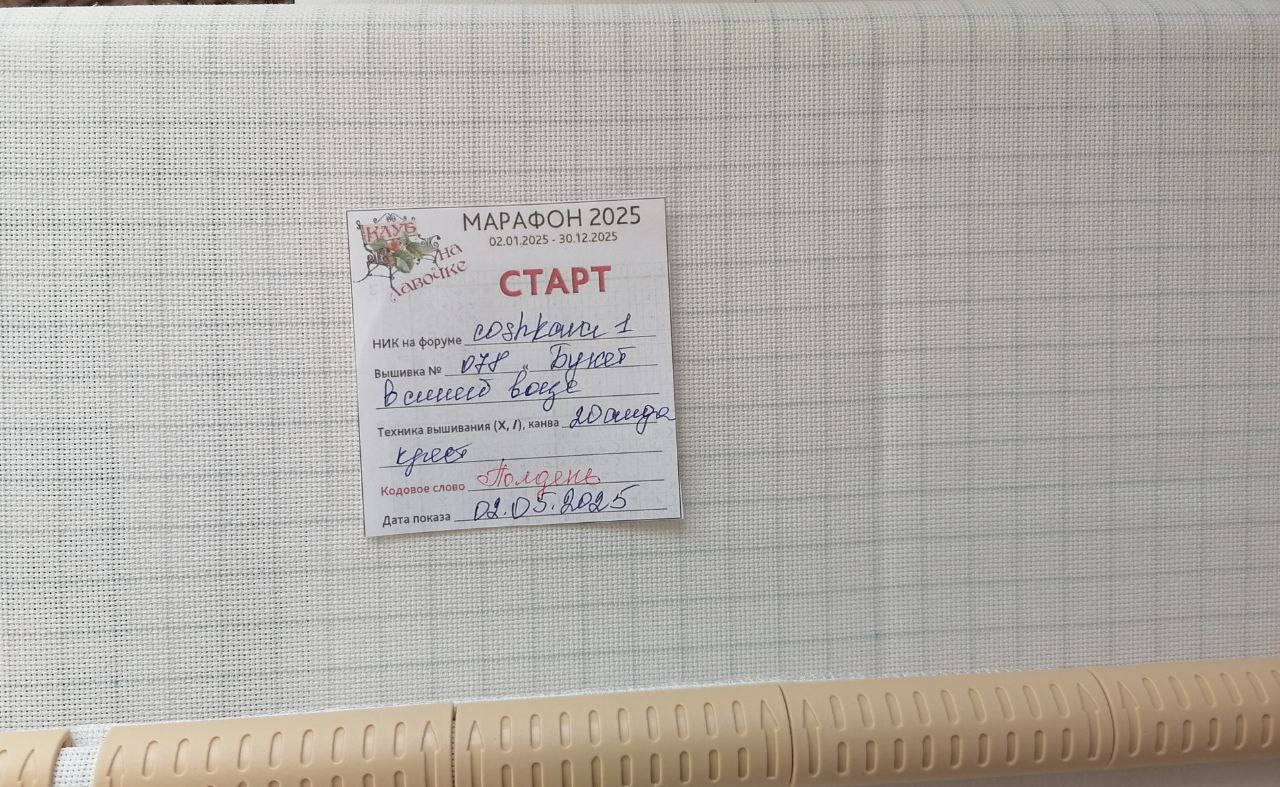 КЛУБ
на
лавочке
МАРАФОН 2025
02.01.2025 - 30.12.2025
СТАРТ
НИК на форуме coshkaми 1
Вышивка № 078 „ Букет
в синей вазе
Техника вышивания (X, /), канва 20 аида
крест
Кодовое слово Полдень
Дата показа 02.05.2025